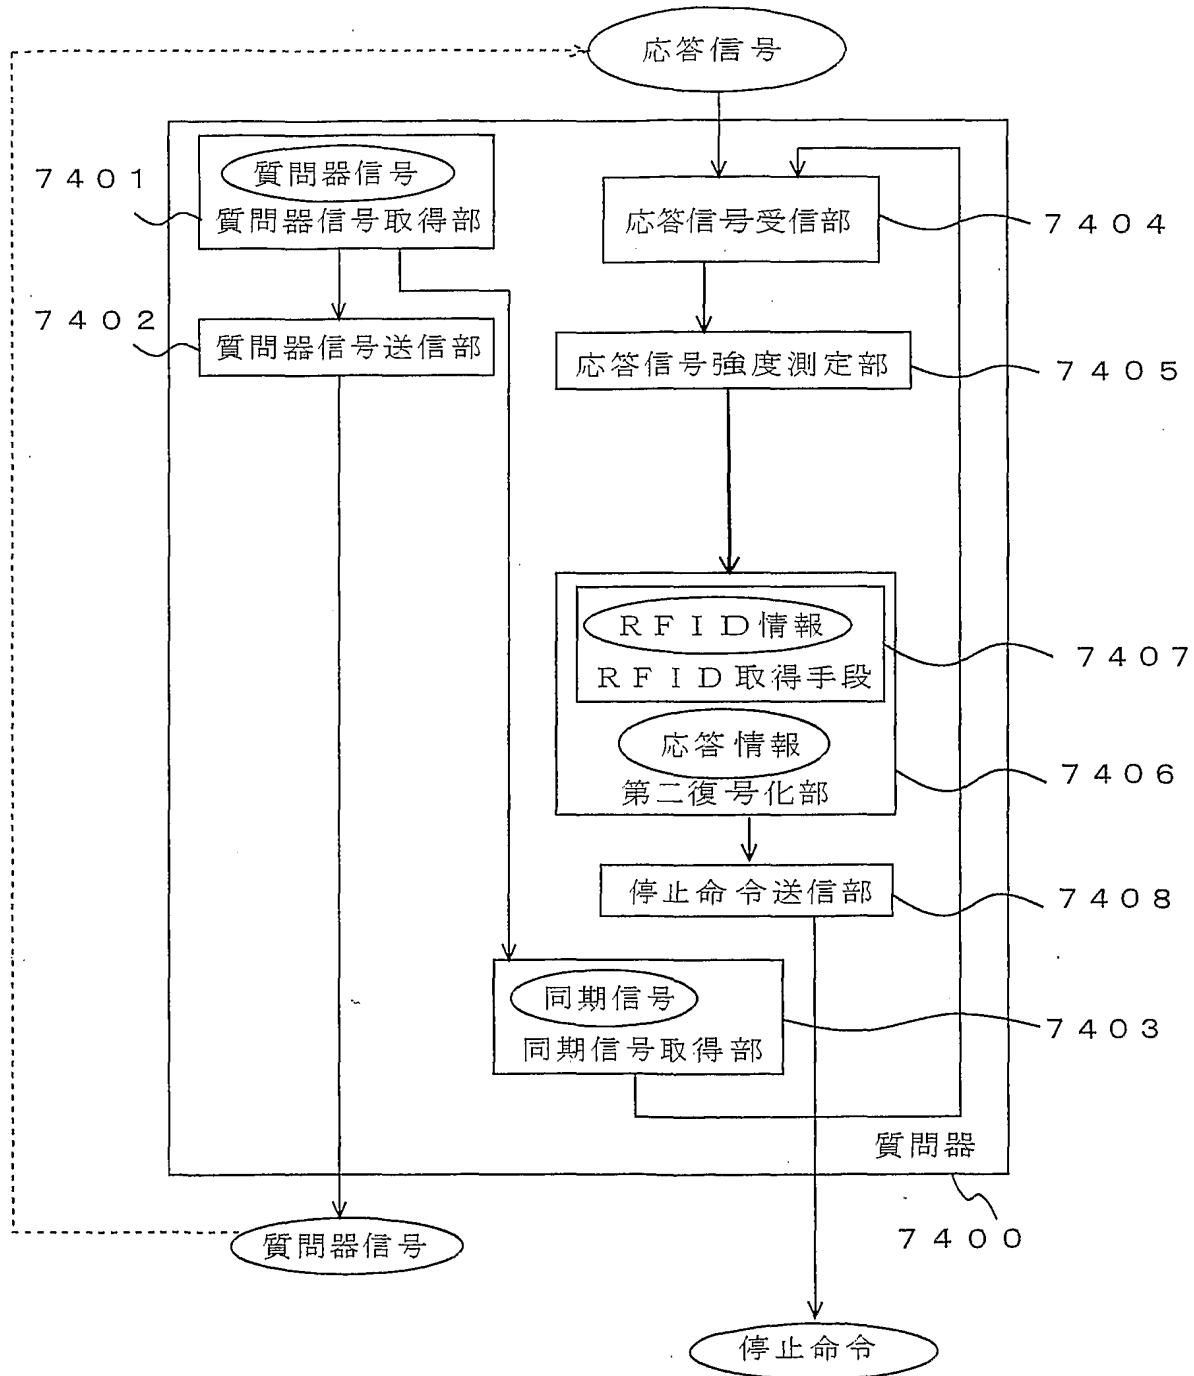 応答信号
7401
質問器信号
質問器信号取得部
応答信号受信部
7404
7402
質問器信号送信部
応答信号強度測定部
7405
RFID情報
RFID取得手段
7407
応答情報
第二復号化部
7406
停止命令送信部
7408
同期信号
同期信号取得部
7403
質問器
7400
質問器信号
停止命令